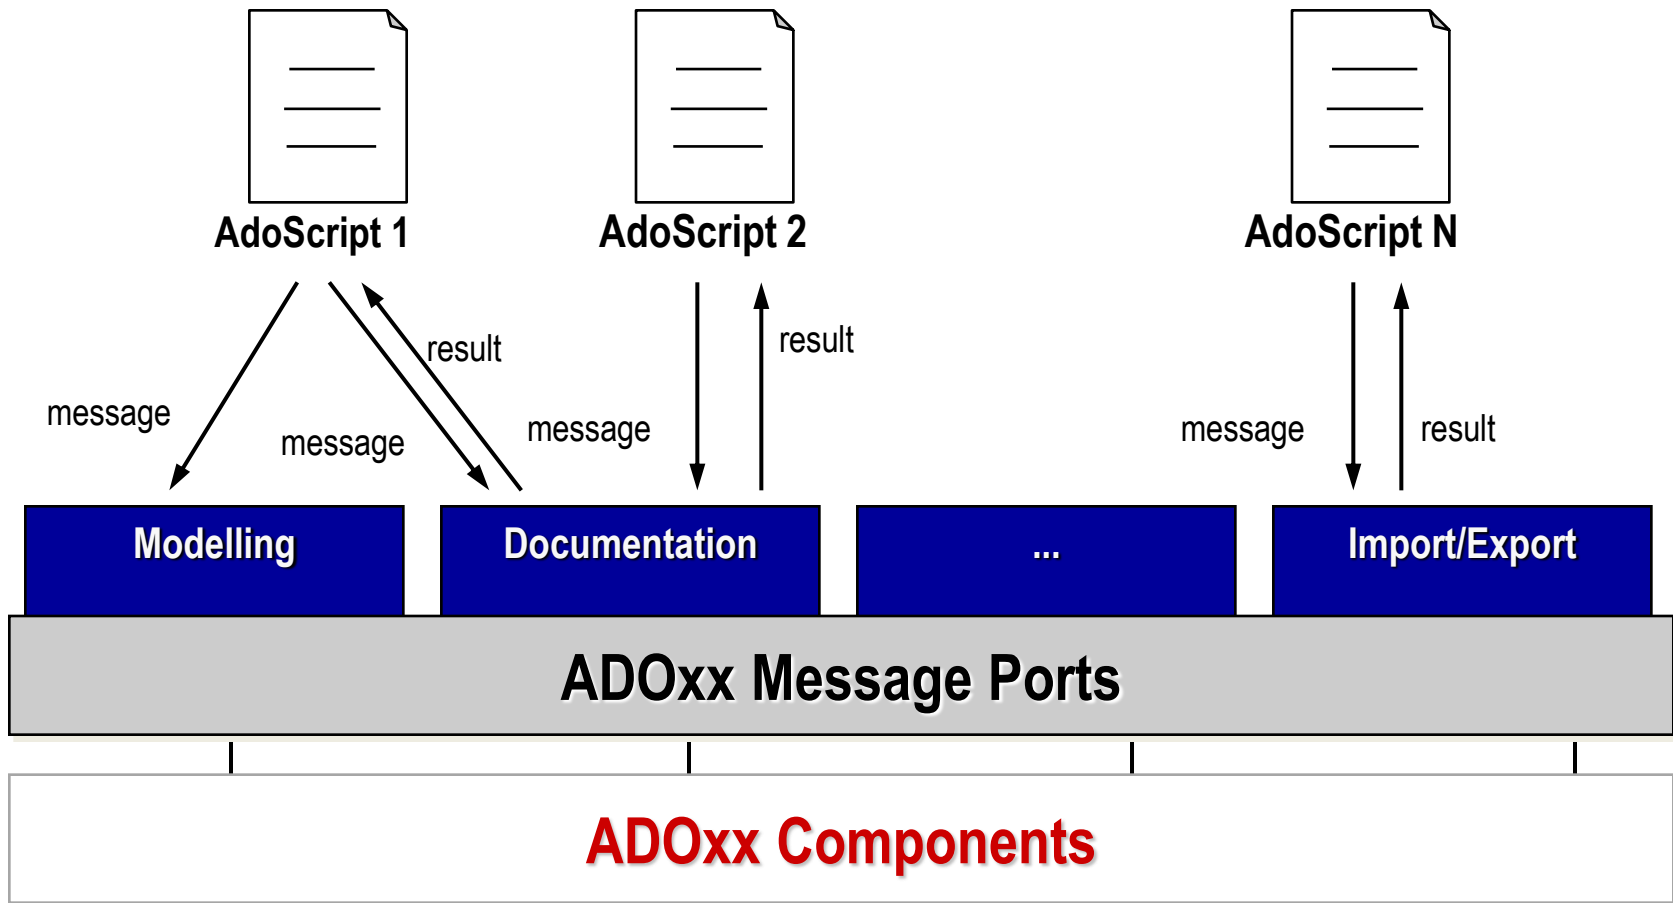 AdoScript 1
AdoScript 2
AdoScript N
result
result
message
message
message
message
result
Modelling
Documentation
...
Import/Export
ADOxx Message Ports
ADOxx Components